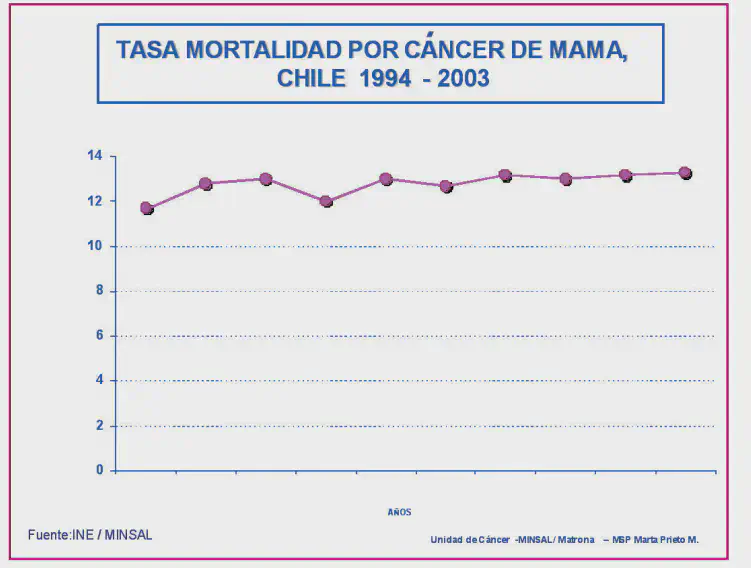 TASA MORTALIDAD POR CÁNCER DE MAMA,
CHILE 1994 - 2003
14
12
10
8
6
4
2
0
AÑOS
Fuente:INE / MINSAL
Unidad de Cáncer -MINSAL/ Matrona – MSP Marta Prieto M.